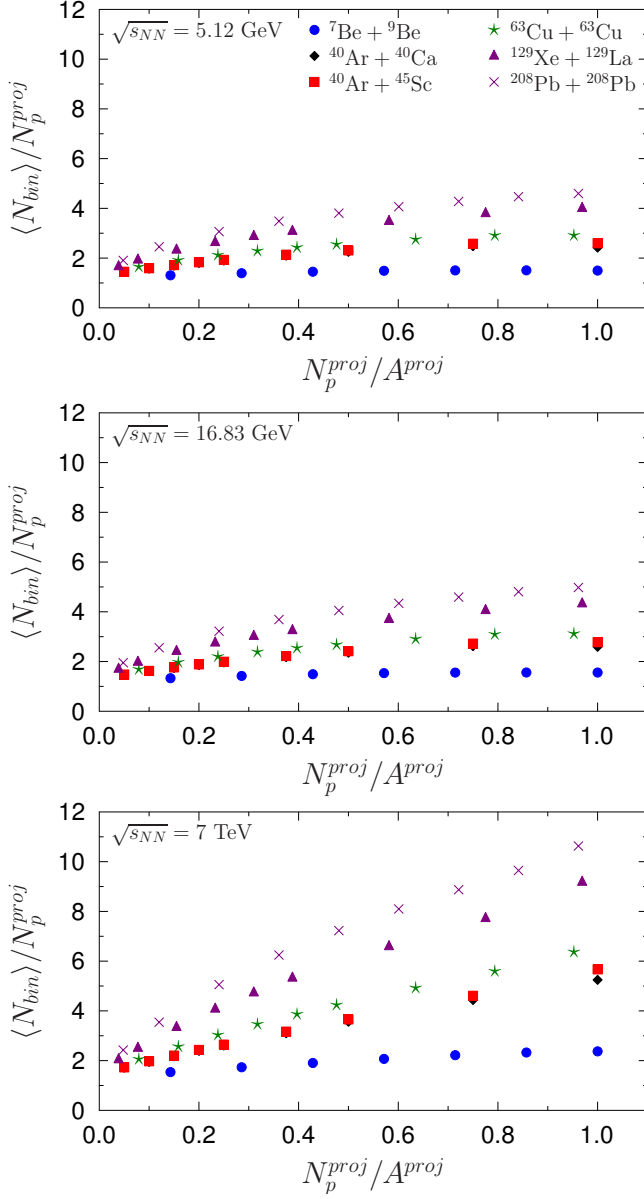 √s_NN = 5.12 GeV
⁷Be + ⁹Be
⁴⁰Ar + ⁴⁰Ca
⁴⁰Ar + ⁴⁵Sc
⁶³Cu + ⁶³Cu
¹²⁹Xe + ¹²⁹La
²⁰⁸Pb + ²⁰⁸Pb
⟨N_bin⟩/N_p^proj
12
10
8
6
4
2
0
0.0 0.2 0.4 0.6 0.8 1.0
N_p^proj/A^proj
√s_NN = 16.83 GeV
⟨N_bin⟩/N_p^proj
12
10
8
6
4
2
0
0.0 0.2 0.4 0.6 0.8 1.0
N_p^proj/A^proj
√s_NN = 7 TeV
⟨N_bin⟩/N_p^proj
12
10
8
6
4
2
0
0.0 0.2 0.4 0.6 0.8 1.0
N_p^proj/A^proj